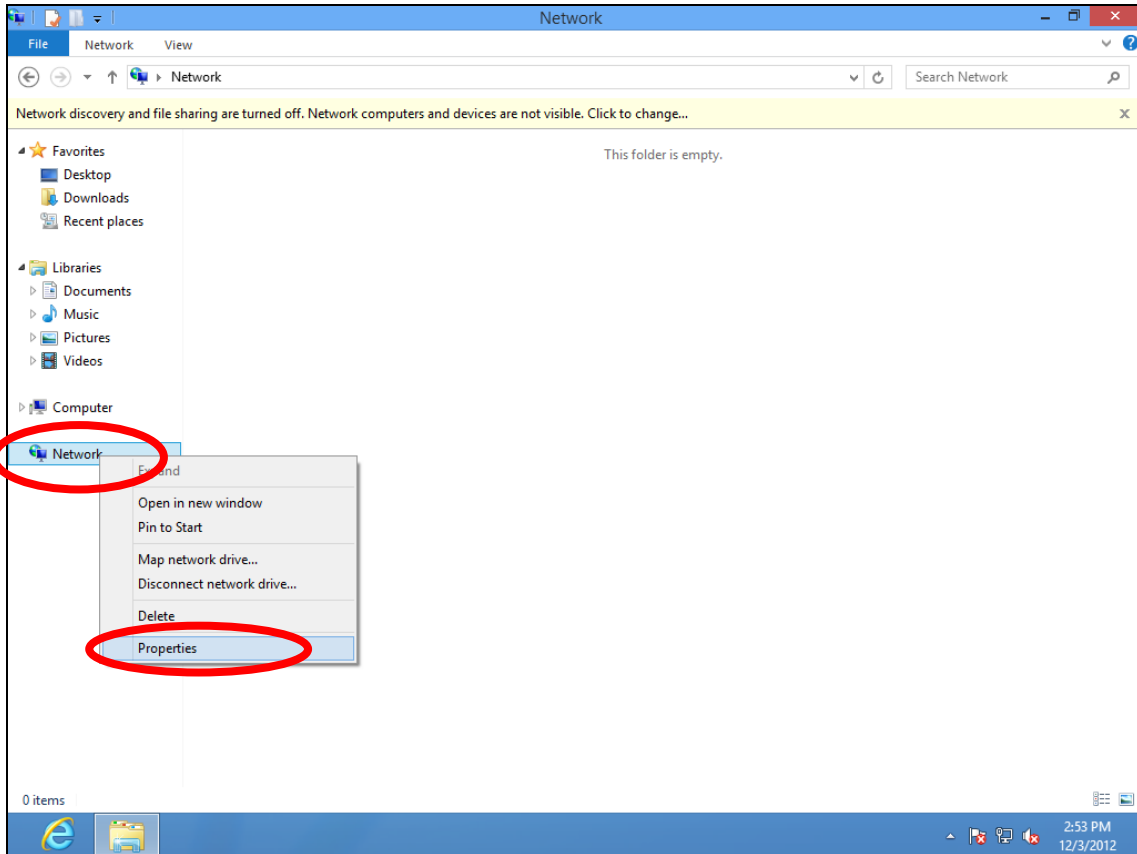 Network
File Network View
Network
Search Network
Network discovery and file sharing are turned off. Network computers and devices are not visible. Click to change...
Favorites
This folder is empty.
Desktop
Downloads
Recent places
Libraries
Documents
Music
Pictures
Videos
Computer
Network
Expand
Open in new window
Pin to Start
Map network drive...
Disconnect network drive...
Delete
Properties
0 items
2:53 PM
12/3/2012